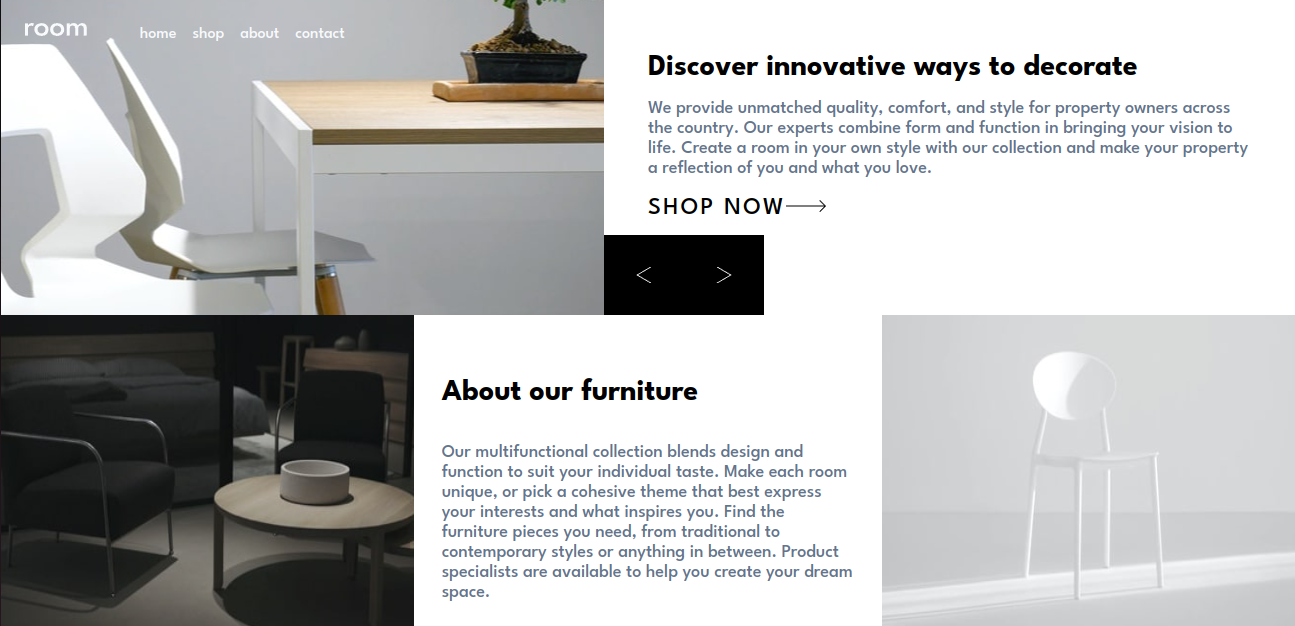 room
home shop about contact
Discover innovative ways to decorate
We provide unmatched quality, comfort, and style for property owners across
the country. Our experts combine form and function in bringing your vision to
life. Create a room in your own style with our collection and make your property
a reflection of you and what you love.
SHOP NOW
About our furniture
Our multifunctional collection blends design and
function to suit your individual taste. Make each room
unique, or pick a cohesive theme that best express
your interests and what inspires you. Find the
furniture pieces you need, from traditional to
contemporary styles or anything in between. Product
specialists are available to help you create your dream
space.